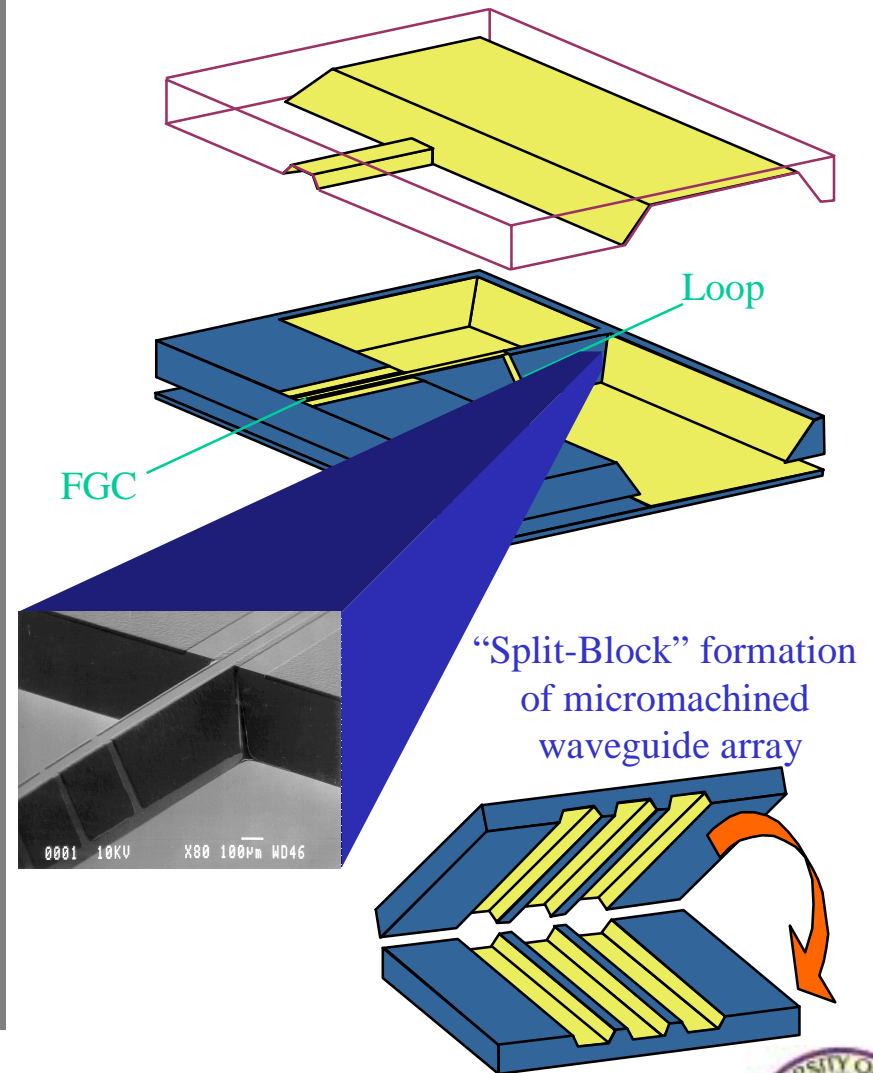 Loop
FGC
“Split-Block” formation
of micromachined
waveguide array
0001 10KV X80 100µm WD46